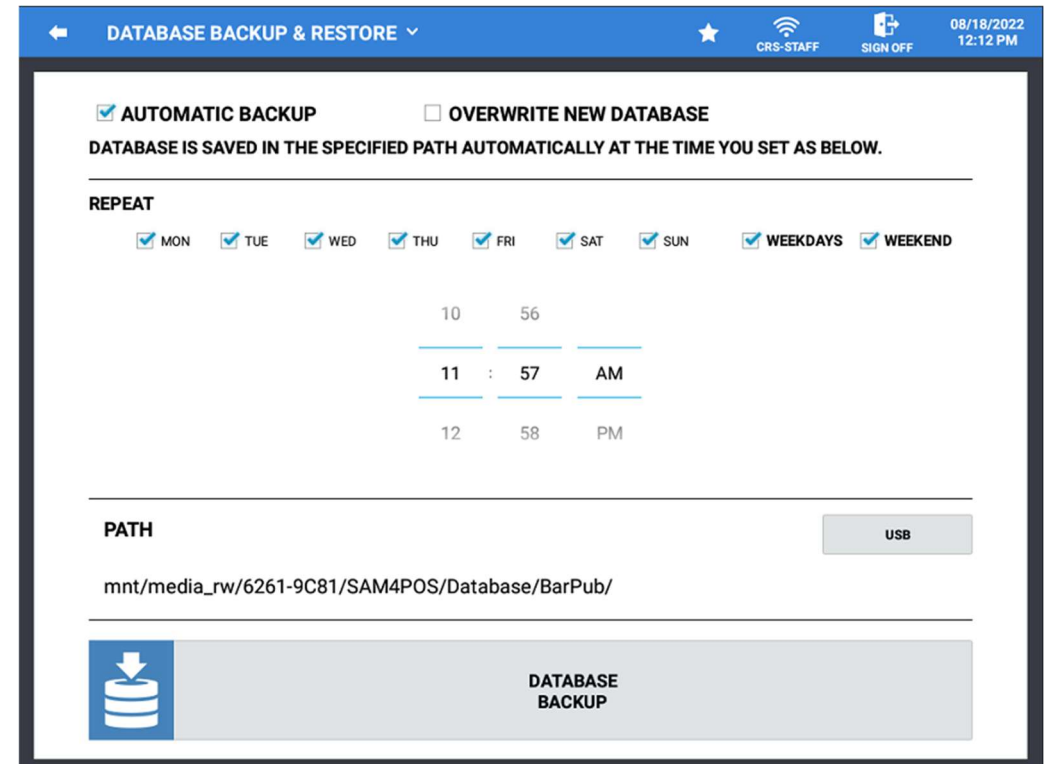 DATABASE BACKUP & RESTORE
CRS-STAFF
SIGN OFF
08/18/2022
12:12 PM
AUTOMATIC BACKUP
OVERWRITE NEW DATABASE
DATABASE IS SAVED IN THE SPECIFIED PATH AUTOMATICALLY AT THE TIME YOU SET AS BELOW.
REPEAT
MON TUE WED THU FRI SAT SUN WEEKDAYS WEEKEND
10 56
11 : 57 AM
12 58 PM
PATH
USB
mnt/media_rw/6261-9C81/SAM4POS/Database/BarPub/
DATABASE
BACKUP